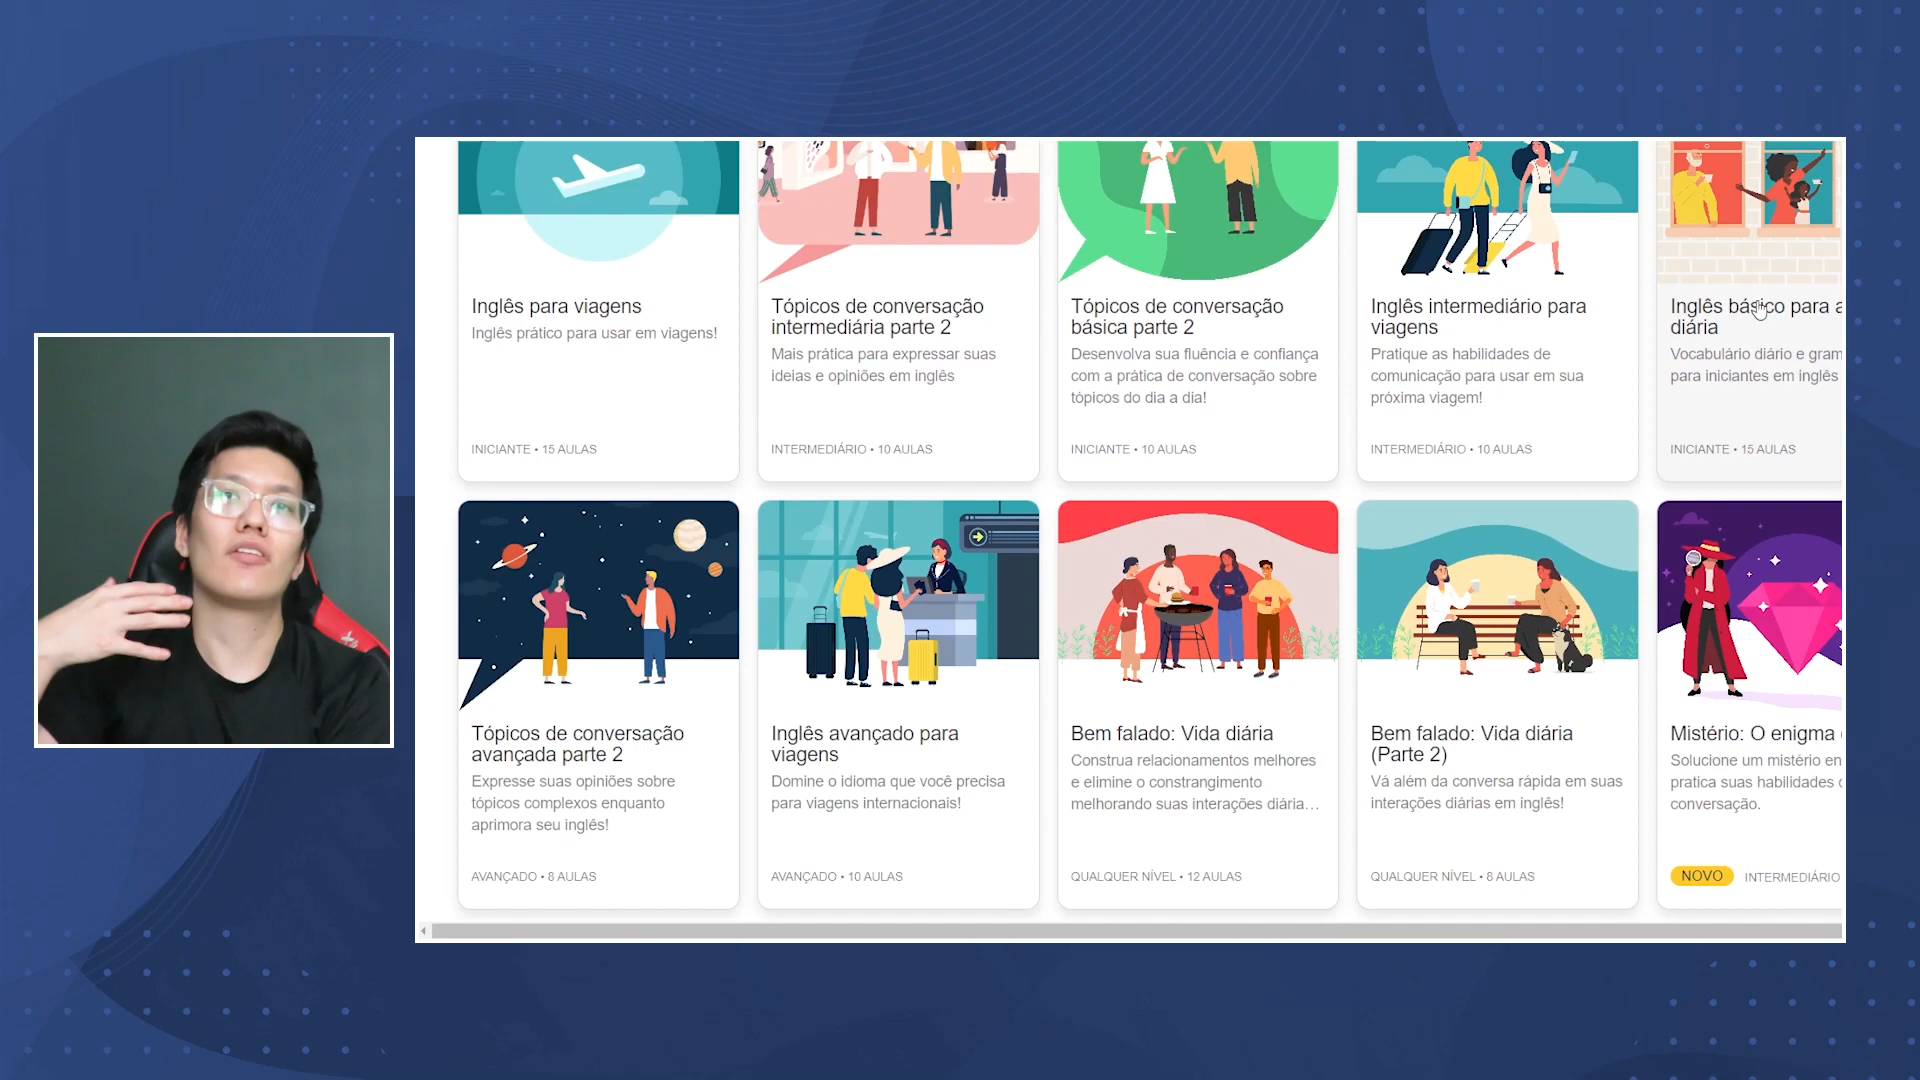 Inglês para viagens
Inglês prático para usar em viagens!
INICIANTE • 15 AULAS
Tópicos de conversação
intermediária parte 2
Mais prática para expressar suas
ideias e opiniões em inglês
INTERMEDIÁRIO • 10 AULAS
Tópicos de conversação
básica parte 2
Desenvolva sua fluência e confiança
com a prática de conversação sobre
tópicos do dia a dia!
INICIANTE • 10 AULAS
Inglês intermediário para
viagens
Pratique as habilidades de
comunicação para usar em sua
próxima viagem!
INTERMEDIÁRIO • 10 AULAS
Inglês básico para a
diária
Vocabulário diário e gram
para iniciantes em inglês
INICIANTE • 15 AULAS
Tópicos de conversação
avançada parte 2
Expresse suas opiniões sobre
tópicos complexos enquanto
aprimora seu inglês!
AVANÇADO • 8 AULAS
Inglês avançado para
viagens
Domine o idioma que você precisa
para viagens internacionais!
AVANÇADO • 10 AULAS
Bem falado: Vida diária
Construa relacionamentos melhores
e elimine o constrangimento
melhorando suas interações diária…
QUALQUER NÍVEL • 12 AULAS
Bem falado: Vida diária
(Parte 2)
Vá além da conversa rápida em suas
interações diárias em inglês!
QUALQUER NÍVEL • 8 AULAS
Mistério: O enigma
Solucione um mistério en
pratica suas habilidades
conversação.
NOVO INTERMEDIÁRIO